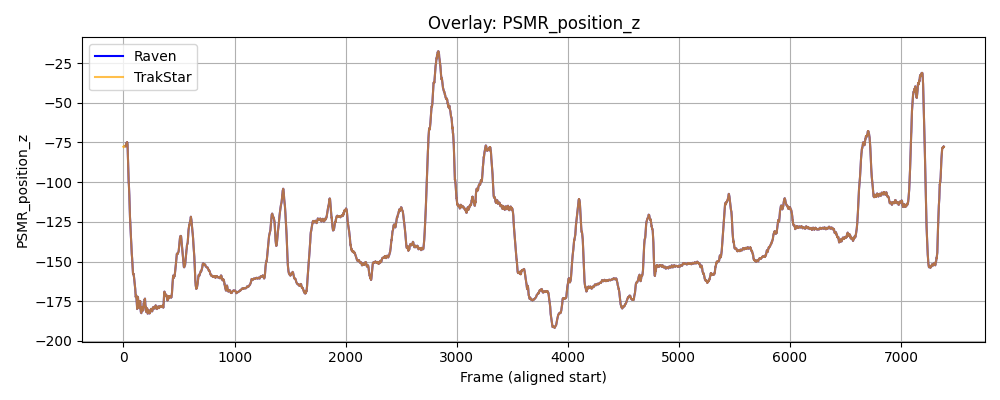 Overlay: PSMR_position_z
Raven
TrakStar
PSMR_position_z
−25
−50
−75
−100
−125
−150
−175
−200
0 1000 2000 3000 4000 5000 6000 7000
Frame (aligned start)